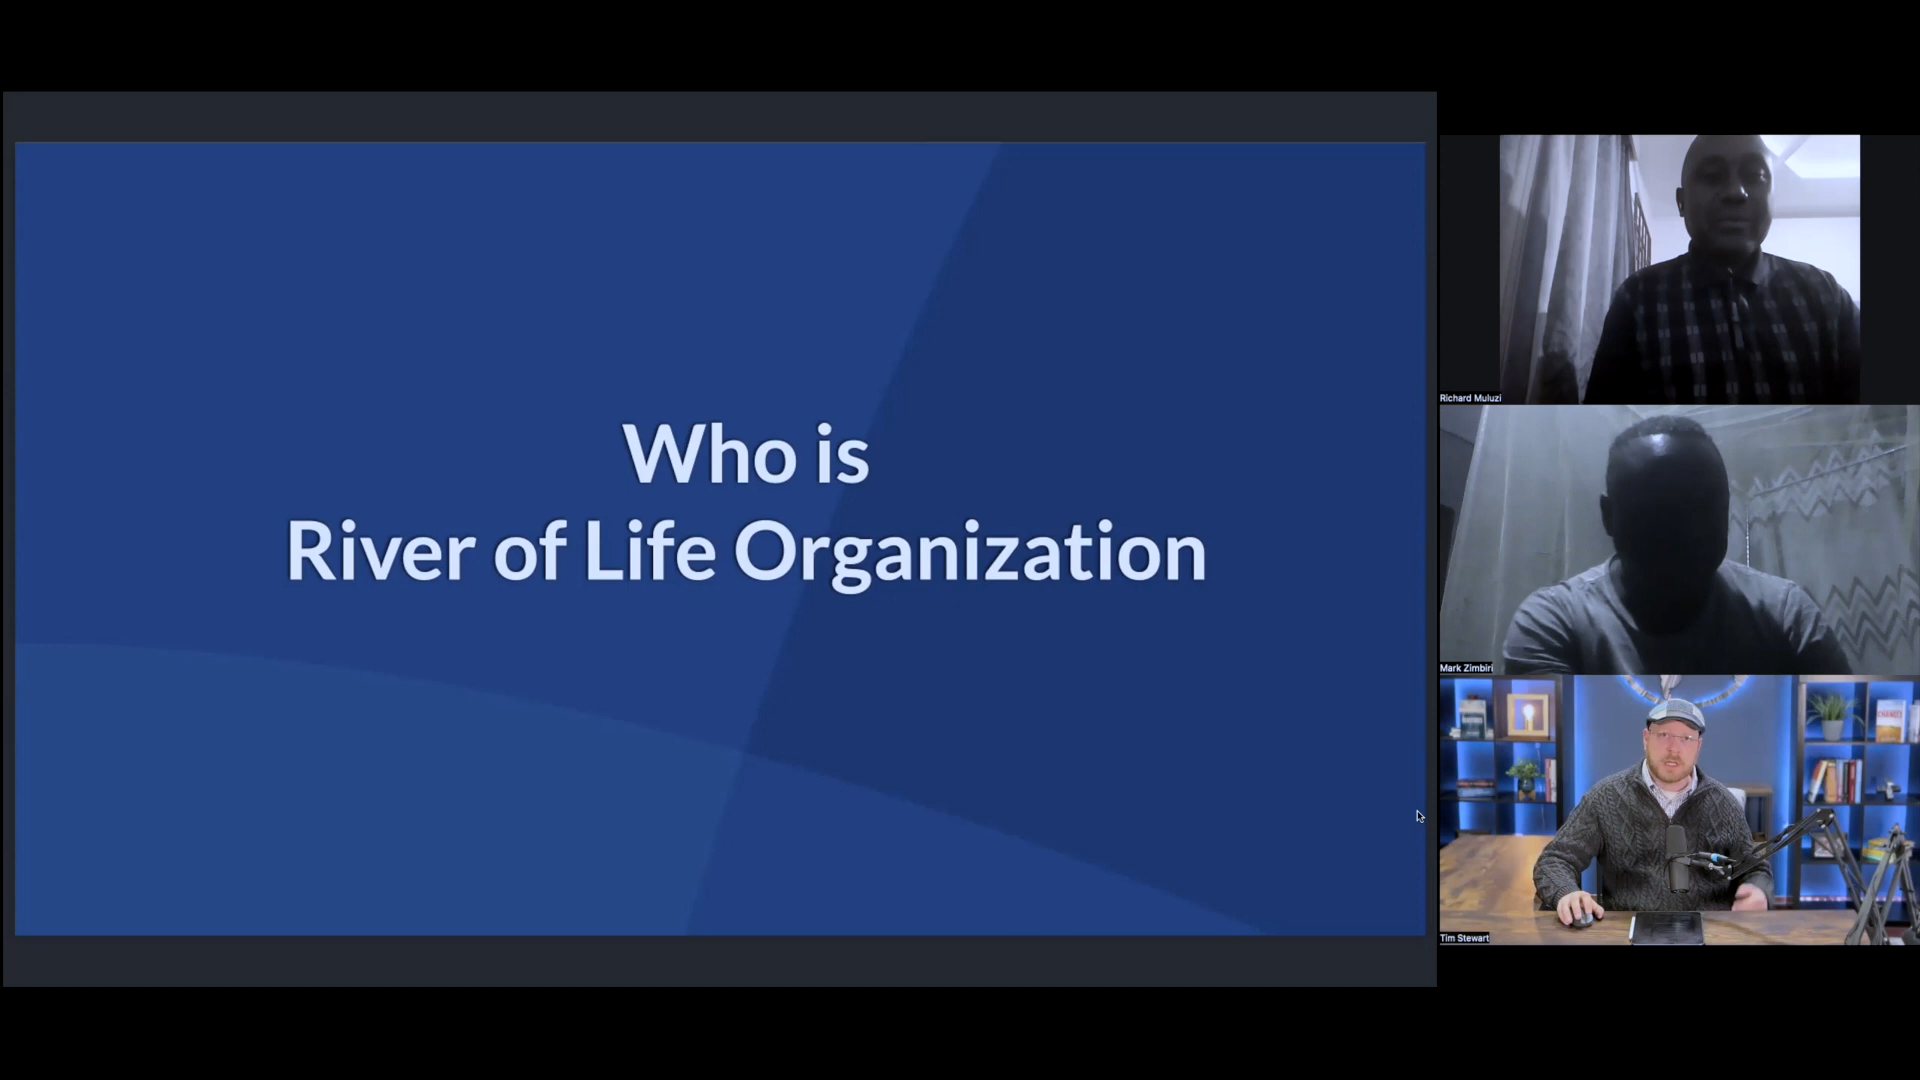 Who is
River of Life Organization
Richard Muluzi
Mark Zimbiri
Tim Stewart